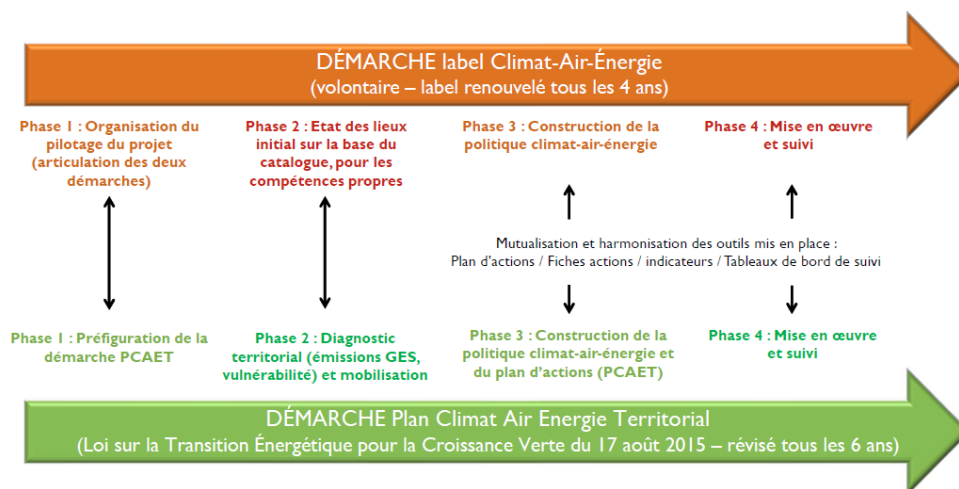 DÉMARCHE label Climat-Air-Énergie
(volontaire – label renouvelé tous les 4 ans)
Phase 1 : Organisation du
pilotage du projet
(articulation des deux
démarches)
Phase 2 : Etat des lieux
initial sur la base du
catalogue, pour les
compétences propres
Phase 3 : Construction de la
politique climat-air-énergie
Phase 4 : Mise en œuvre
et suivi
Mutualisation et harmonisation des outils mis en place :
Plan d'actions / Fiches actions / indicateurs / Tableaux de bord de suivi
Phase 1 : Préfiguration de la
démarche PCAET
Phase 2 : Diagnostic
territorial (émissions GES,
vulnérabilité) et mobilisation
Phase 3 : Construction de la
politique climat-air-énergie et
du plan d'actions (PCAET)
Phase 4 : Mise en œuvre
et suivi
DÉMARCHE Plan Climat Air Energie Territorial
(Loi sur la Transition Énergétique pour la Croissance Verte du 17 août 2015 – révisé tous les 6 ans)